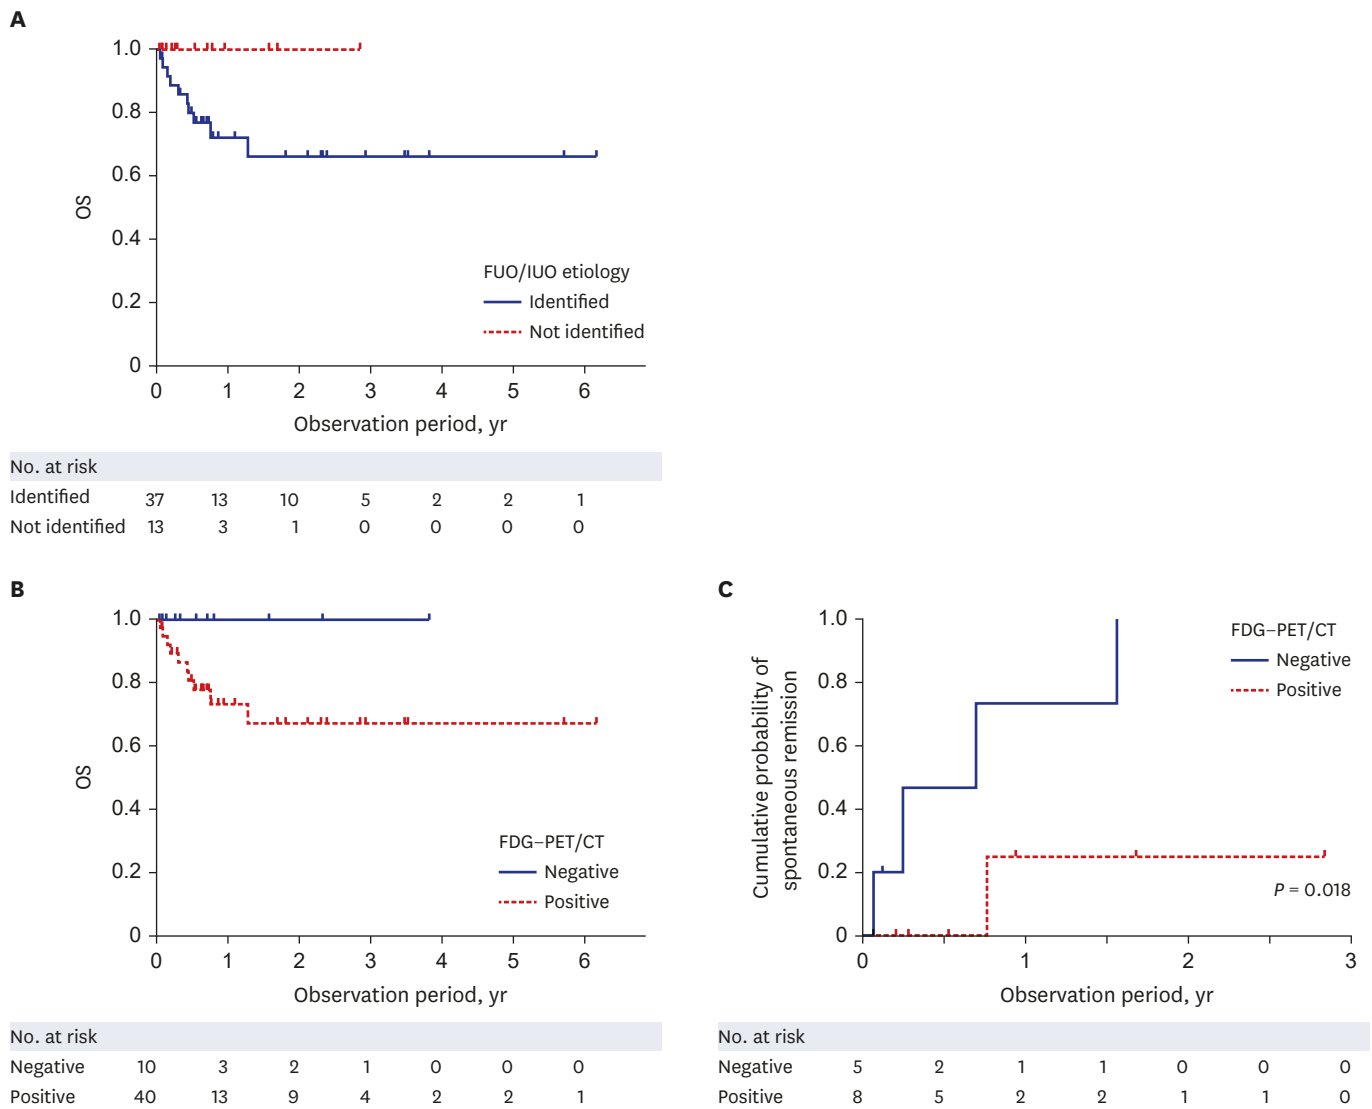 A
1.0
0.8
0.6
0.4
0.2
0
OS
FUO/IUO etiology
Identified
Not identified
0 1 2 3 4 5 6
Observation period, yr
No. at risk
Identified 37 13 10 5 2 2 1
Not identified 13 3 1 0 0 0 0
B
1.0
0.8
0.6
0.4
0.2
0
OS
FDG–PET/CT
Negative
Positive
0 1 2 3 4 5 6
Observation period, yr
No. at risk
Negative 10 3 2 1 0 0 0
Positive 40 13 9 4 2 2 1
C
1.0
0.8
0.6
0.4
0.2
0
Cumulative probability of
spontaneous remission
FDG–PET/CT
Negative
Positive
P = 0.018
0 1 2 3
Observation period, yr
No. at risk
Negative 5 2 1 1 0 0 0
Positive 8 5 2 2 1 1 0